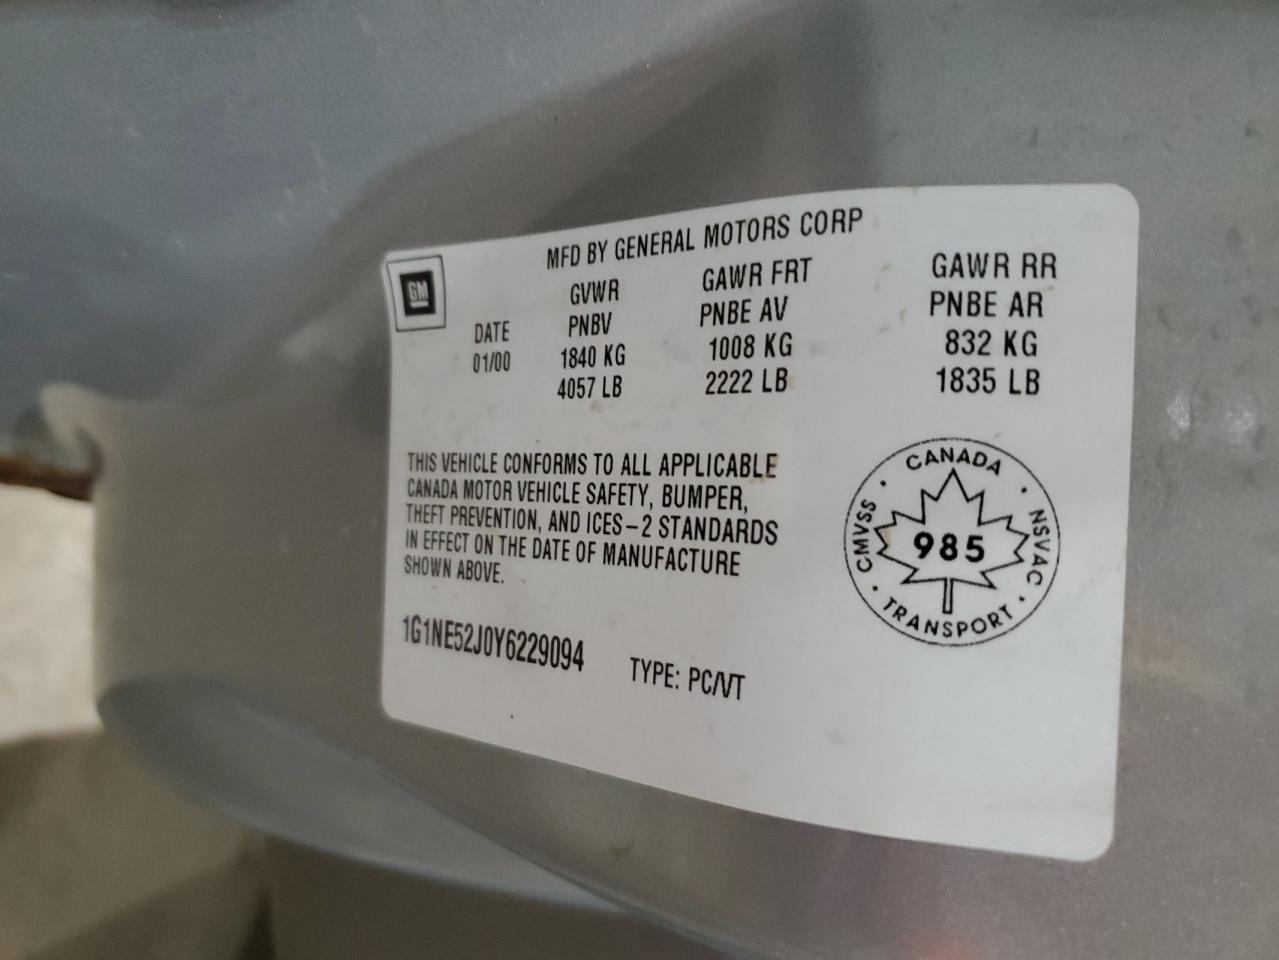 MFD BY GENERAL MOTORS CORP
GM
DATE
01/00
GVWR
PNBV
1840 KG
4057 LB
GAWR FRT
PNBE AV
1008 KG
2222 LB
GAWR RR
PNBE AR
832 KG
1835 LB
THIS VEHICLE CONFORMS TO ALL APPLICABLE
CANADA MOTOR VEHICLE SAFETY, BUMPER,
THEFT PREVENTION, AND ICES-2 STANDARDS
IN EFFECT ON THE DATE OF MANUFACTURE
SHOWN ABOVE.
CANADA
CMVSS
985
NSVAC
TRANSPORT
1G1NE52J0Y6229094
TYPE: PC/VT